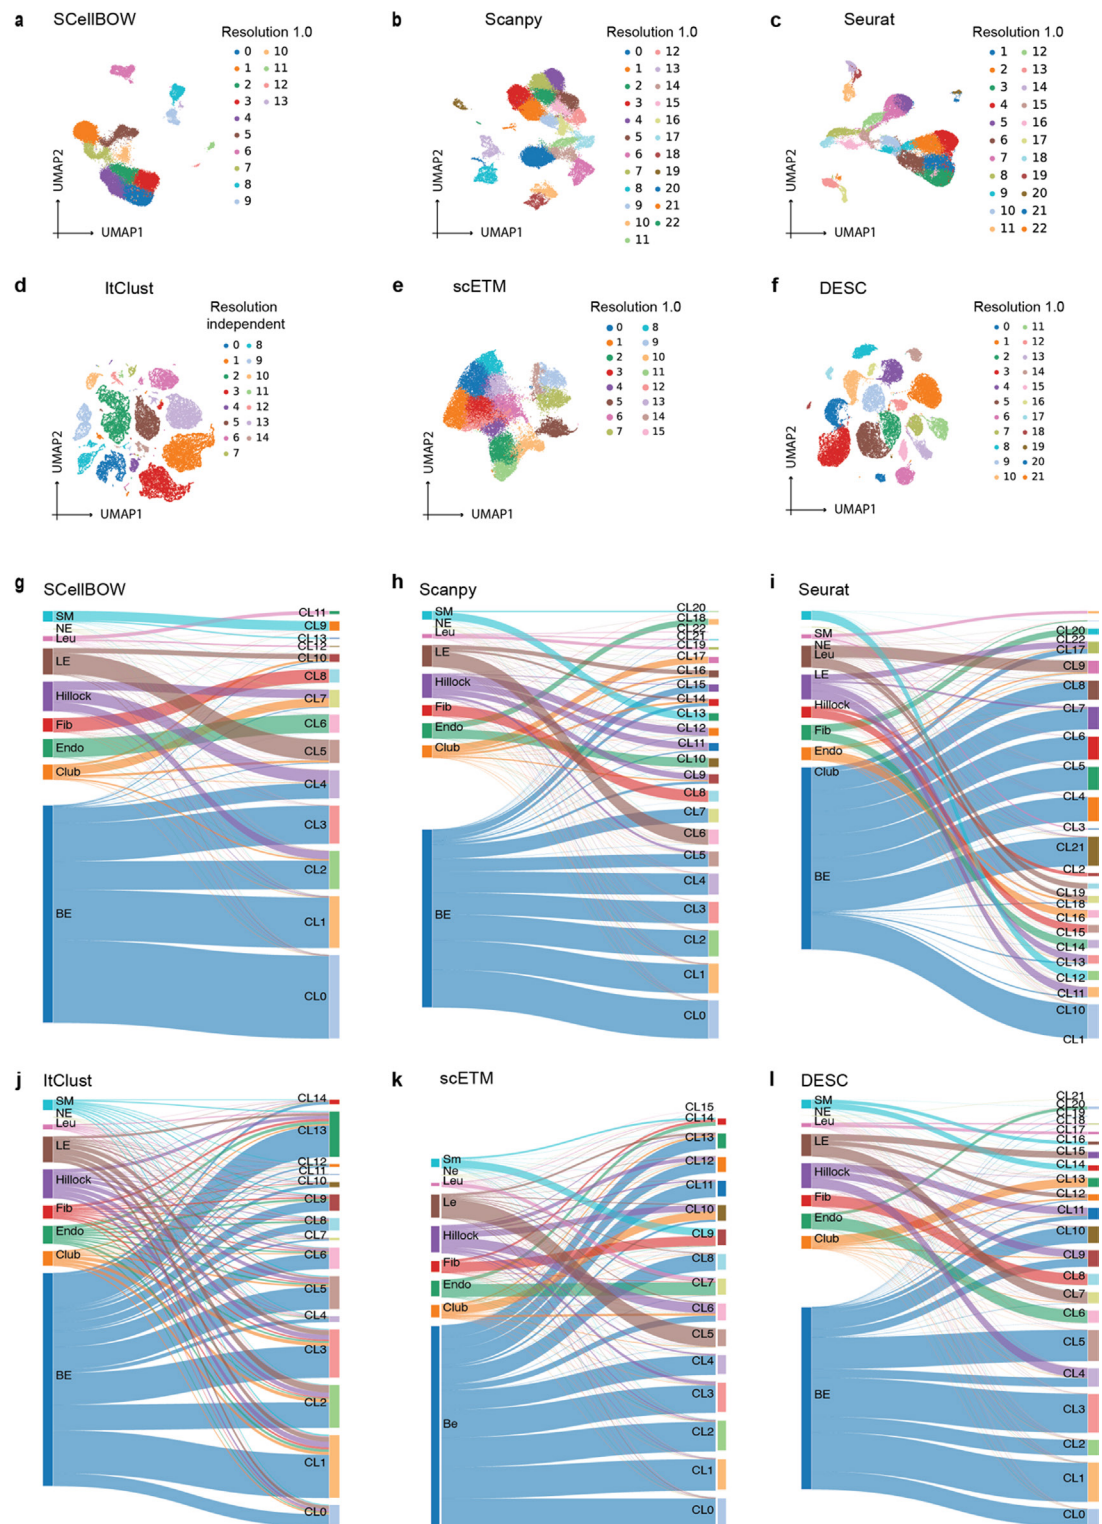 a SCellBOW
Resolution 1.0
0 10
1 11
2 12
3 13
4
5
6
7
8
9
UMAP2
UMAP1
b Scanpy
Resolution 1.0
0 12
1 13
2 14
3 15
4 16
5 17
6 18
7 19
8 20
9 21
10 22
11
UMAP2
UMAP1
c Seurat
Resolution 1.0
1 12
2 13
3 14
4 15
5 16
6 17
7 18
8 19
9 20
10 21
11 22
UMAP2
UMAP1
d ItClust
Resolution
independent
0 8
1 9
2 10
3 11
4 12
5 13
6 14
7
UMAP2
UMAP1
e scETM
Resolution 1.0
0 8
1 9
2 10
3 11
4 12
5 13
6 14
7 15
UMAP2
UMAP1
f DESC
Resolution 1.0
0 11
1 12
2 13
3 14
4 15
5 16
6 17
7 18
8 19
9 20
10 21
UMAP2
UMAP1
g SCellBOW
SM
NE
Leu
LE
Hillock
Fib
Endo
Club
BE
CL11
CL9
CL13
CL12
CL10
CL8
CL7
CL6
CL5
CL4
CL3
CL2
CL1
CL0
h Scanpy
SM
NE
Leu
LE
Hillock
Fib
Endo
Club
BE
CL20
CL18
CL22
CL21
CL19
CL17
CL16
CL15
CL14
CL13
CL12
CL11
CL10
CL9
CL8
CL7
CL6
CL5
CL4
CL3
CL2
CL1
CL0
i Seurat
SM
NE
Leu
LE
Hillock
Fib
Endo
Club
BE
CL20
CL22
CL17
CL9
CL8
CL7
CL6
CL5
CL4
CL3
CL21
CL2
CL19
CL18
CL16
CL15
CL14
CL13
CL12
CL11
CL10
CL1
j ItClust
SM
NE
Leu
LE
Hillock
Fib
Endo
Club
BE
CL14
CL13
CL12
CL11
CL10
CL9
CL8
CL7
CL6
CL5
CL4
CL3
CL2
CL1
CL0
k scETM
Sm
Ne
Leu
Le
Hillock
Fib
Endo
Club
Be
CL15
CL14
CL13
CL12
CL11
CL10
CL9
CL8
CL7
CL6
CL5
CL4
CL3
CL2
CL1
CL0
l DESC
SM
NE
Leu
LE
Hillock
Fib
Endo
Club
BE
CL21
CL20
CL19
CL18
CL17
CL16
CL15
CL14
CL13
CL12
CL11
CL10
CL9
CL8
CL7
CL6
CL5
CL4
CL3
CL2
CL1
CL0